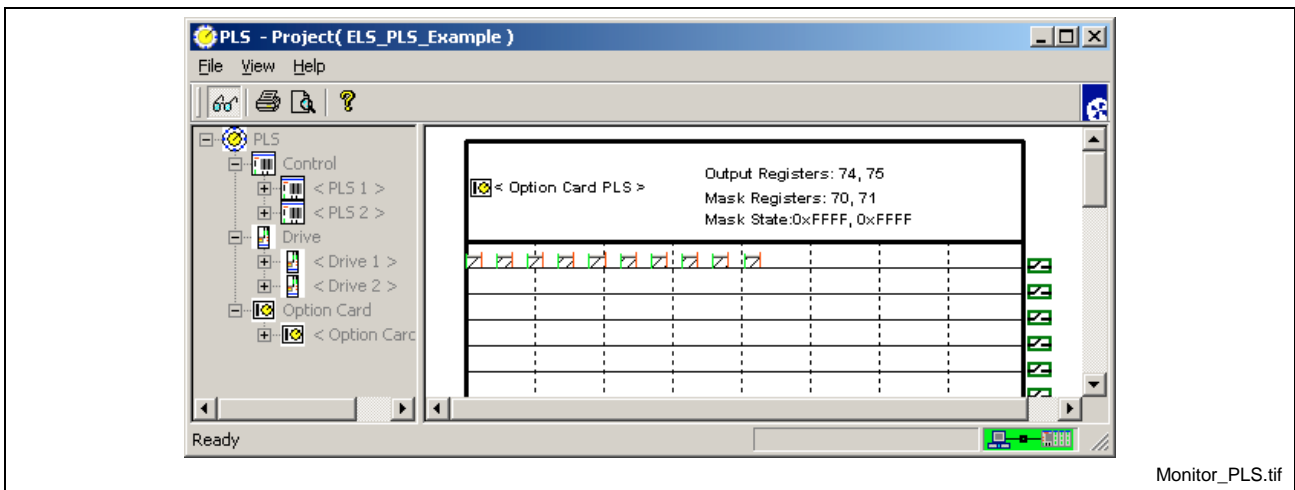 PLS - Project( ELS_PLS_Example )
File View Help
PLS
Control
< PLS 1 >
< PLS 2 >
Drive
< Drive 1 >
< Drive 2 >
Option Card
< Option Card
< Option Card PLS >
Output Registers: 74, 75
Mask Registers: 70, 71
Mask State:0xFFFF, 0xFFFF
Ready
Monitor_PLS.tif